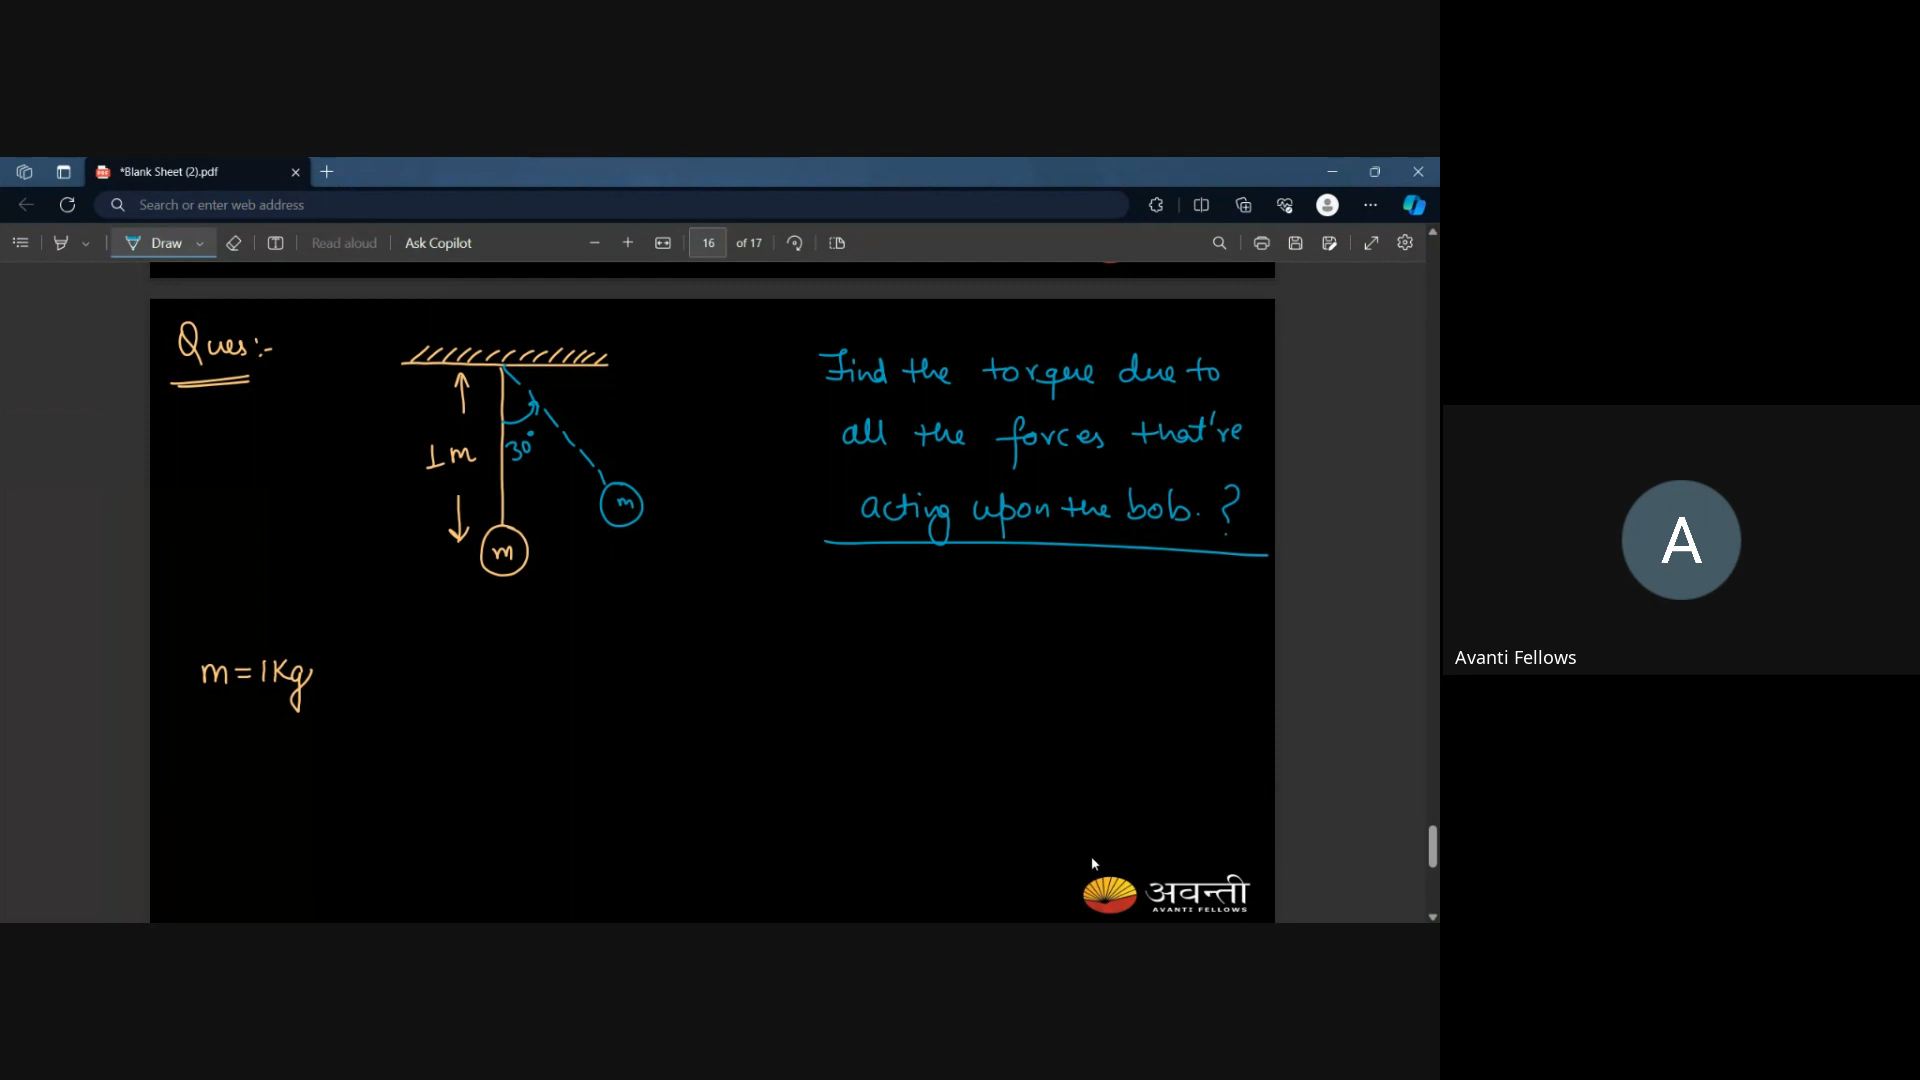 *Blank Sheet (2).pdf
Search or enter web address
Draw
Read aloud
Ask Copilot
16 of 17
Ques:-
Find the torque due to
all the forces that're
acting upon the bob. ?
1m
30°
m
m
m = 1Kg
अवन्ती
AVANTI FELLOWS
A
Avanti Fellows